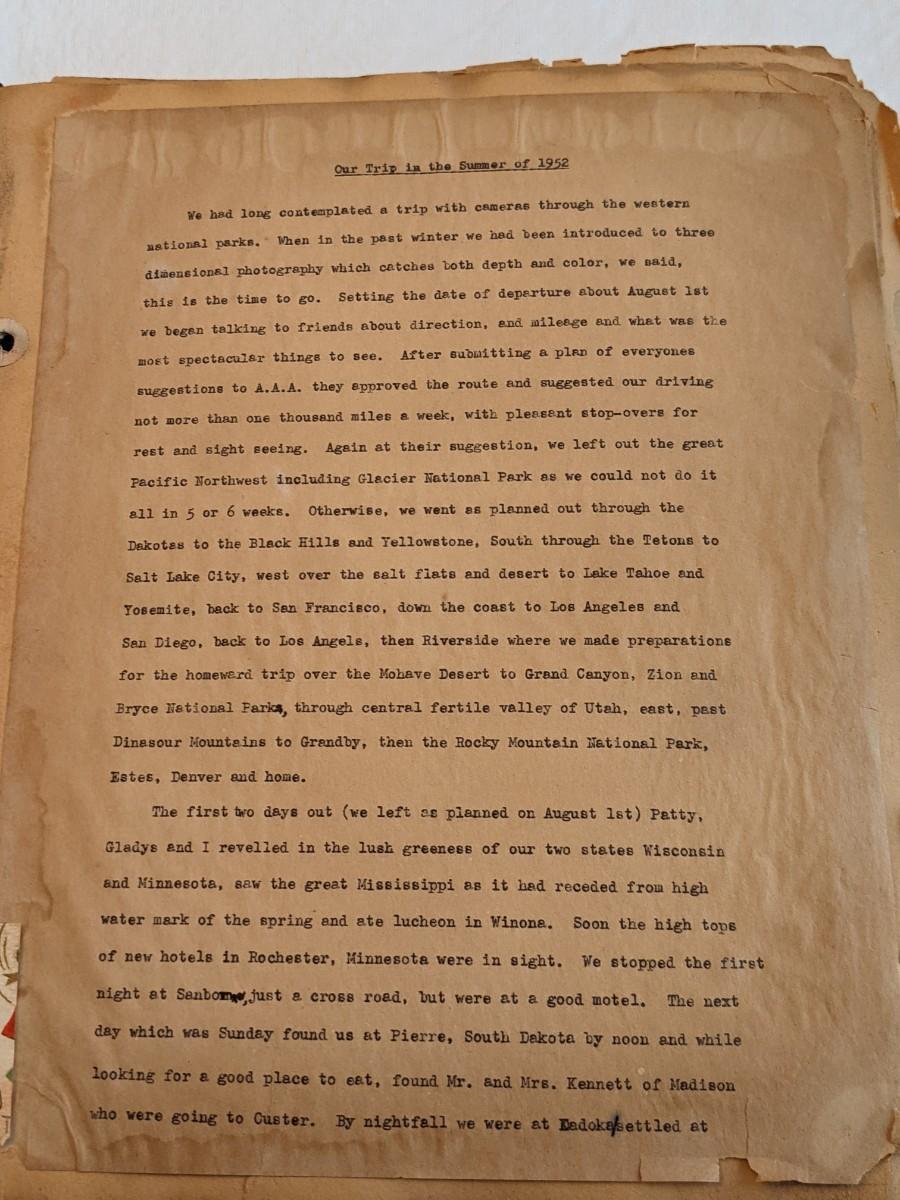 Our Trip in the Summer of 1952
We had long contemplated a trip with cameras through the western
national parks. When in the past winter we had been introduced to three
dimensional photography which catches both depth and color, we said,
this is the time to go. Setting the date of departure about August 1st
we began talking to friends about direction, and mileage and what was the
most spectacular things to see. After submitting a plan of everyones
suggestions to A.A.A. they approved the route and suggested our driving
not more than one thousand miles a week, with pleasant stop-overs for
rest and sight seeing. Again at their suggestion, we left out the great
Pacific Northwest including Glacier National Park as we could not do it
all in 5 or 6 weeks. Otherwise, we went as planned out through the
Dakotas to the Black Hills and Yellowstone, South through the Tetons to
Salt Lake City, west over the salt flats and desert to Lake Tahoe and
Yosemite, back to San Francisco, down the coast to Los Angeles and
San Diego, back to Los Angels, then Riverside where we made preparations
for the homeward trip over the Mohave Desert to Grand Canyon, Zion and
Bryce National Parks, through central fertile valley of Utah, east, past
Dinasour Mountains to Grandby, then the Rocky Mountain National Park,
Estes, Denver and home.
The first two days out (we left as planned on August 1st) Patty,
Gladys and I revelled in the lush greeness of our two states Wisconsin
and Minnesota, saw the great Mississippi as it had receded from high
water mark of the spring and ate lucheon in Winona. Soon the high tops
of new hotels in Rochester, Minnesota were in sight. We stopped the first
night at just a cross road, but were at a good motel. The next
day which was Sunday found us at Pierre, South Dakota by noon and while
looking for a good place to eat, found Mr. and Mrs. Kennett of Madison
who were going to Custer. By nightfall we were at Kadoka/settled at